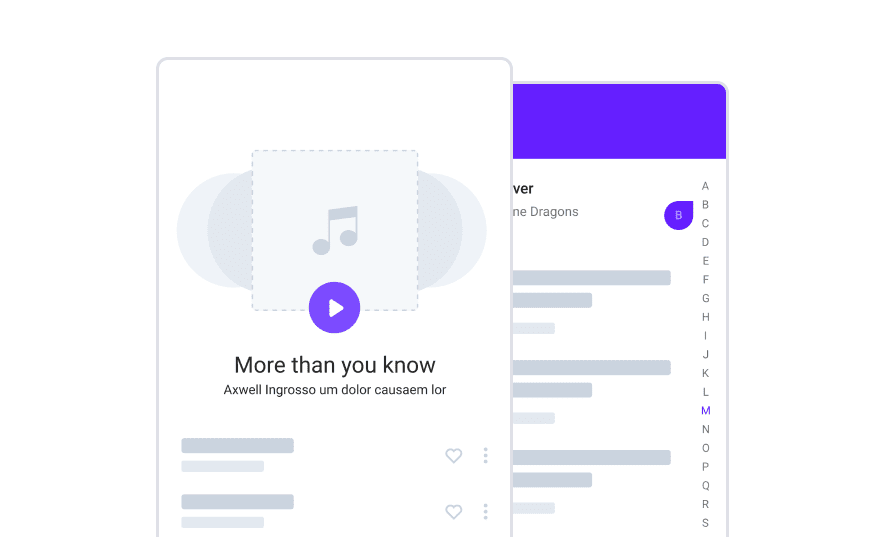 More than you know
Axwell Ingrosso um dolor causaem lor
ver
ne Dragons
B
A
B
C
D
E
F
G
H
I
J
K
L
M
N
O
P
Q
R
S